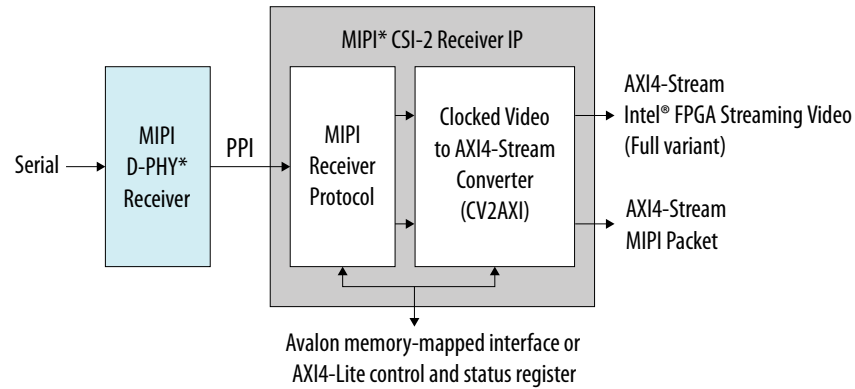 MIPI* CSI-2 Receiver IP
Serial
MIPI
D-PHY*
Receiver
PPI
MIPI
Receiver
Protocol
Clocked Video
to AXI4-Stream
Converter
(CV2AXI)
AXI4-Stream
Intel® FPGA Streaming Video
(Full variant)
AXI4-Stream
MIPI Packet
Avalon memory-mapped interface or
AXI4-Lite control and status register